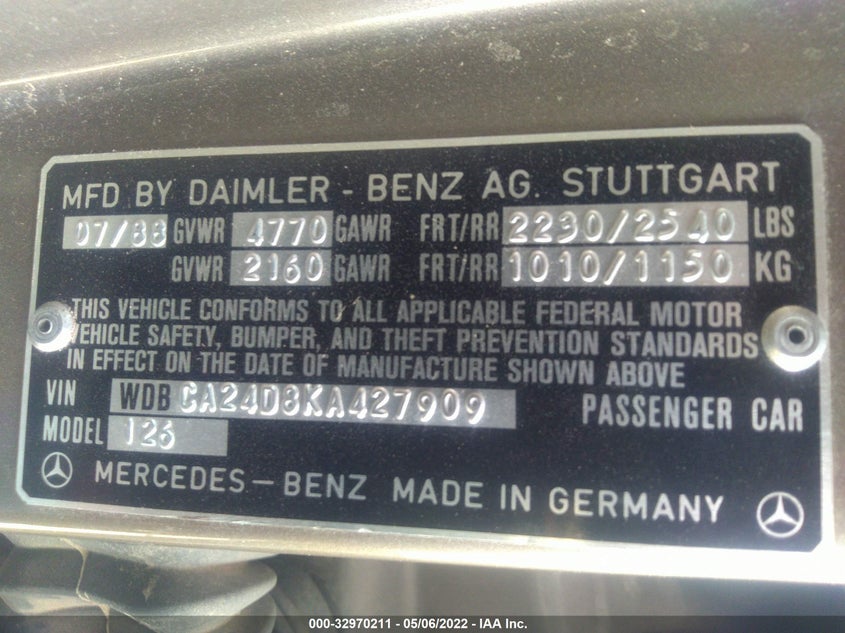 MFD BY DAIMLER - BENZ AG. STUTTGART
07/88 GVWR 4770 GAWR FRT/RR 2230/2540 LBS
GVWR 2160 GAWR FRT/RR 1010/1150 KG
THIS VEHICLE CONFORMS TO ALL APPLICABLE FEDERAL MOTOR
VEHICLE SAFETY, BUMPER, AND THEFT PREVENTION STANDARDS
IN EFFECT ON THE DATE OF MANUFACTURE SHOWN ABOVE
VIN WDB CA24D8KA427909 PASSENGER CAR
MODEL 126
MERCEDES-BENZ MADE IN GERMANY
000-32970211 - 05/06/2022 - IAA Inc.